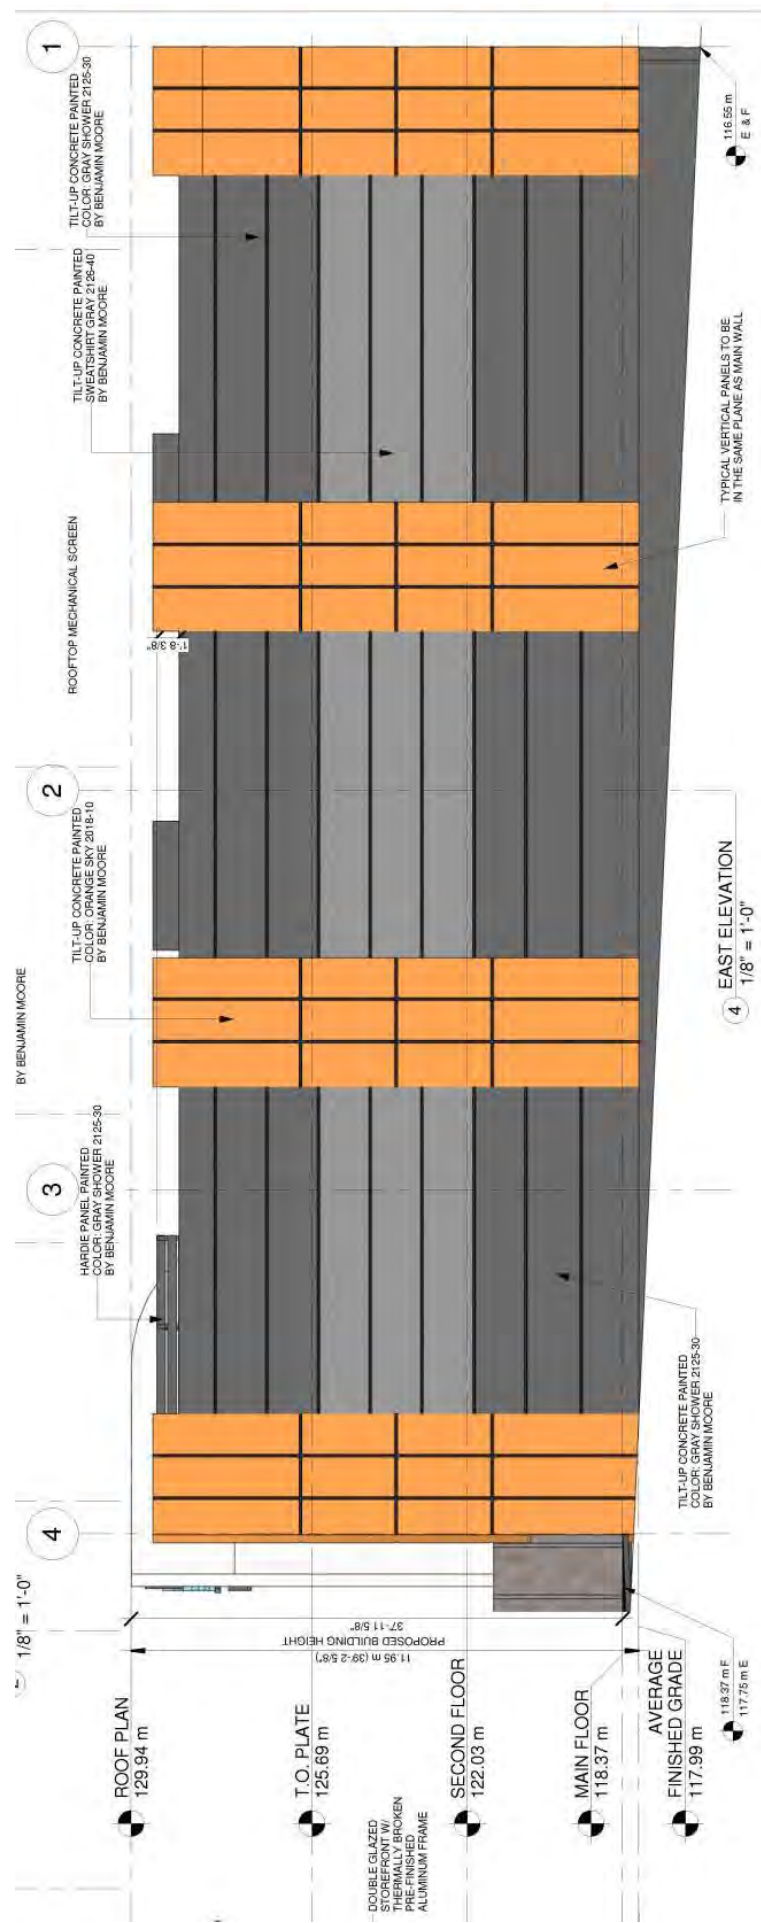 1
TILT-UP CONCRETE PAINTED
COLOR: GRAY SHOWER 2125-30
BY BENJAMIN MOORE
TILT-UP CONCRETE PAINTED
SWEATSHIRT GRAY 2126-40
BY BENJAMIN MOORE
116.55 m
E & F
ROOFTOP MECHANICAL SCREEN
1'-8 3/8"
TYPICAL VERTICAL PANELS TO BE
IN THE SAME PLANE AS MAIN WALL
2
TILT-UP CONCRETE PAINTED
COLOR: ORANGE SKY 2018-10
BY BENJAMIN MOORE
BY BENJAMIN MOORE
4
EAST ELEVATION
1/8" = 1'-0"
3
HARDIE PANEL PAINTED
COLOR: GRAY SHOWER 2125-30
BY BENJAMIN MOORE
TILT-UP CONCRETE PAINTED
COLOR: GRAY SHOWER 2125-30
BY BENJAMIN MOORE
4
1/8" = 1'-0"
37'-11 5/8"
PROPOSED BUILDING HEIGHT
11.95 m (39'-2 5/8")
118.37 m F
117.75 m E
ROOF PLAN
129.94 m
T.O. PLATE
125.69 m
SECOND FLOOR
122.03 m
MAIN FLOOR
118.37 m
AVERAGE
FINISHED GRADE
117.99 m
DOUBLE GLAZED
STOREFRONT W/
THERMALLY BROKEN
PRE-FINISHED
ALUMINUM FRAME